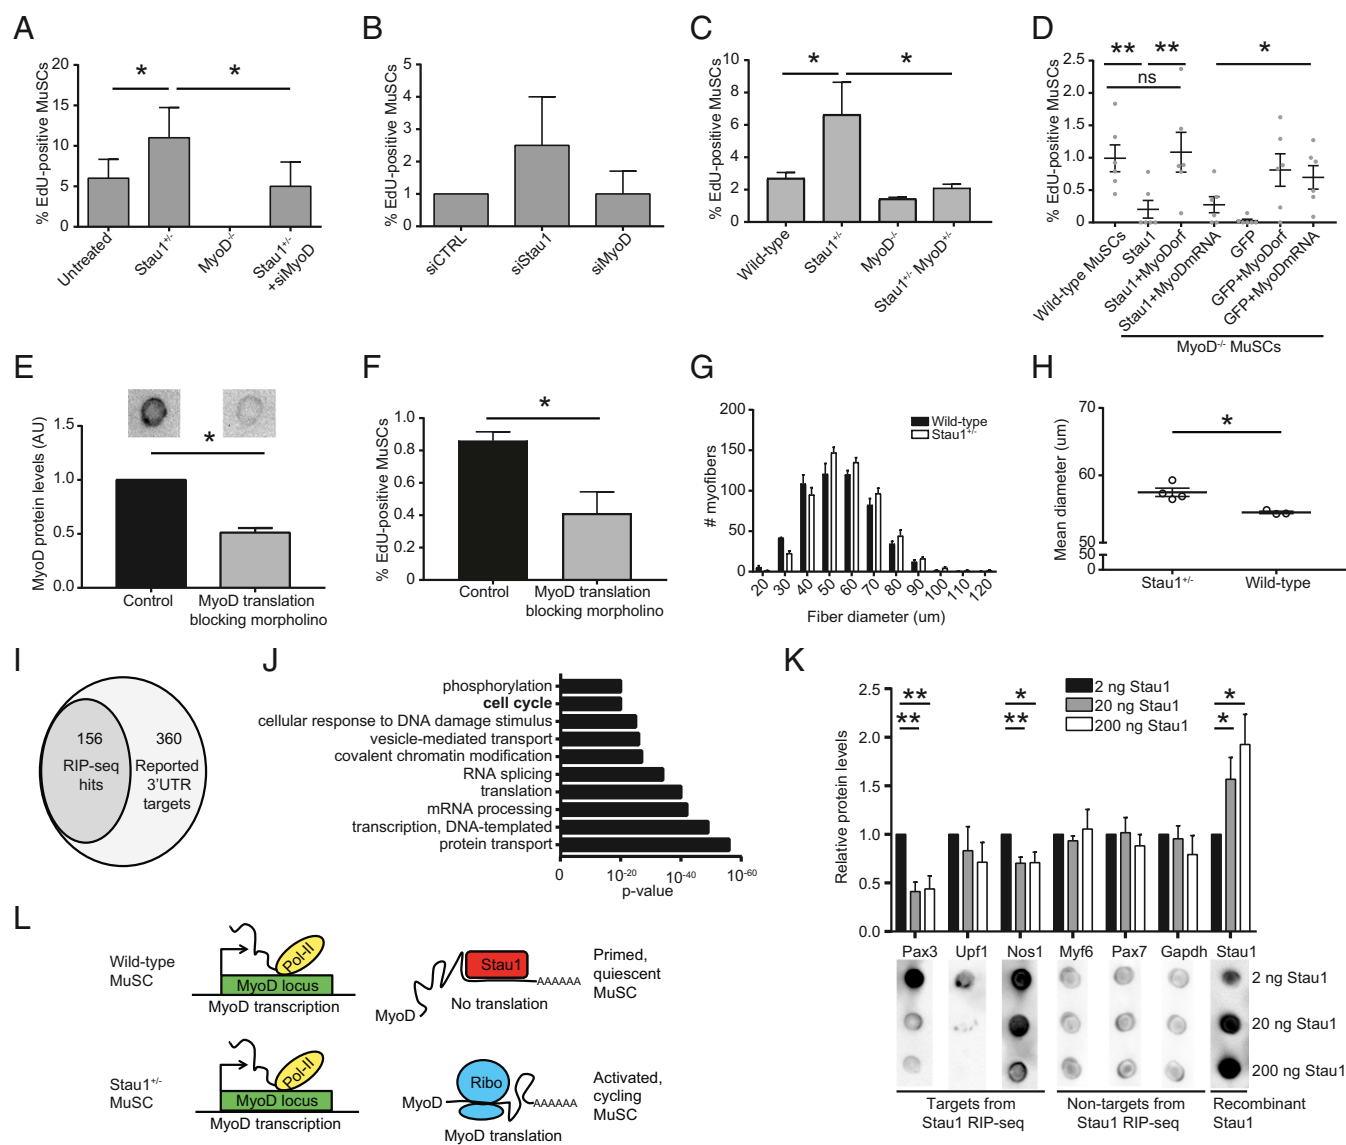 A
% EdU-positive MuSCs
20
15
10
5
0
*
*
Untreated
Stau1+/-
MyoD-/-
Stau1+/-
+siMyoD
B
% EdU-positive MuSCs
5
4
3
2
1
0
siCTRL
siStau1
siMyoD
C
% EdU-positive MuSCs
10
8
6
4
2
0
*
*
Wild-type
Stau1+/-
MyoD-/-
Stau1+/- MyoD+/-
D
% EdU-positive MuSCs
2.5
2.0
1.5
1.0
0.5
0
**
**
*
ns
Wild-type MuSCs
Stau1
Stau1+MyoDorf
Stau1+MyoDmRNA
GFP
GFP+MyoDorf
GFP+MyoDmRNA
MyoD-/- MuSCs
E
MyoD protein levels (AU)
1.5
1.0
0.5
0.0
*
Control
MyoD translation
blocking morpholino
F
% EdU-positive MuSCs
1.0
0.8
0.6
0.4
0.2
0
*
Control
MyoD translation
blocking morpholino
G
# myofibers
200
150
100
50
0
Wild-type
Stau1+/-
20
30
40
50
60
70
80
90
100
110
120
Fiber diameter (um)
H
Mean diameter (um)
70
60
50
50
0
*
Stau1+/-
Wild-type
I
156
RIP-seq
hits
360
Reported
3'UTR
targets
J
phosphorylation
cell cycle
cellular response to DNA damage stimulus
vesicle-mediated transport
covalent chromatin modification
RNA splicing
translation
mRNA processing
transcription, DNA-templated
protein transport
0
10-20
10-40
10-60
p-value
K
Relative protein levels
2.5
2.0
1.5
1.0
0.5
0.0
2 ng Stau1
20 ng Stau1
200 ng Stau1
**
**
*
**
*
*
Pax3
Upf1
Nos1
Myf6
Pax7
Gapdh
Stau1
2 ng Stau1
20 ng Stau1
200 ng Stau1
Targets from
Stau1 RIP-seq
Non-targets from
Stau1 RIP-seq
Recombinant
Stau1
L
Wild-type
MuSC
Pol-II
MyoD locus
MyoD transcription
Stau1
AAAAAA
MyoD
No translation
Primed,
quiescent
MuSC
Stau1+/-
MuSC
Pol-II
MyoD locus
MyoD transcription
Ribo
MyoD
AAAAAA
MyoD translation
Activated,
cycling
MuSC